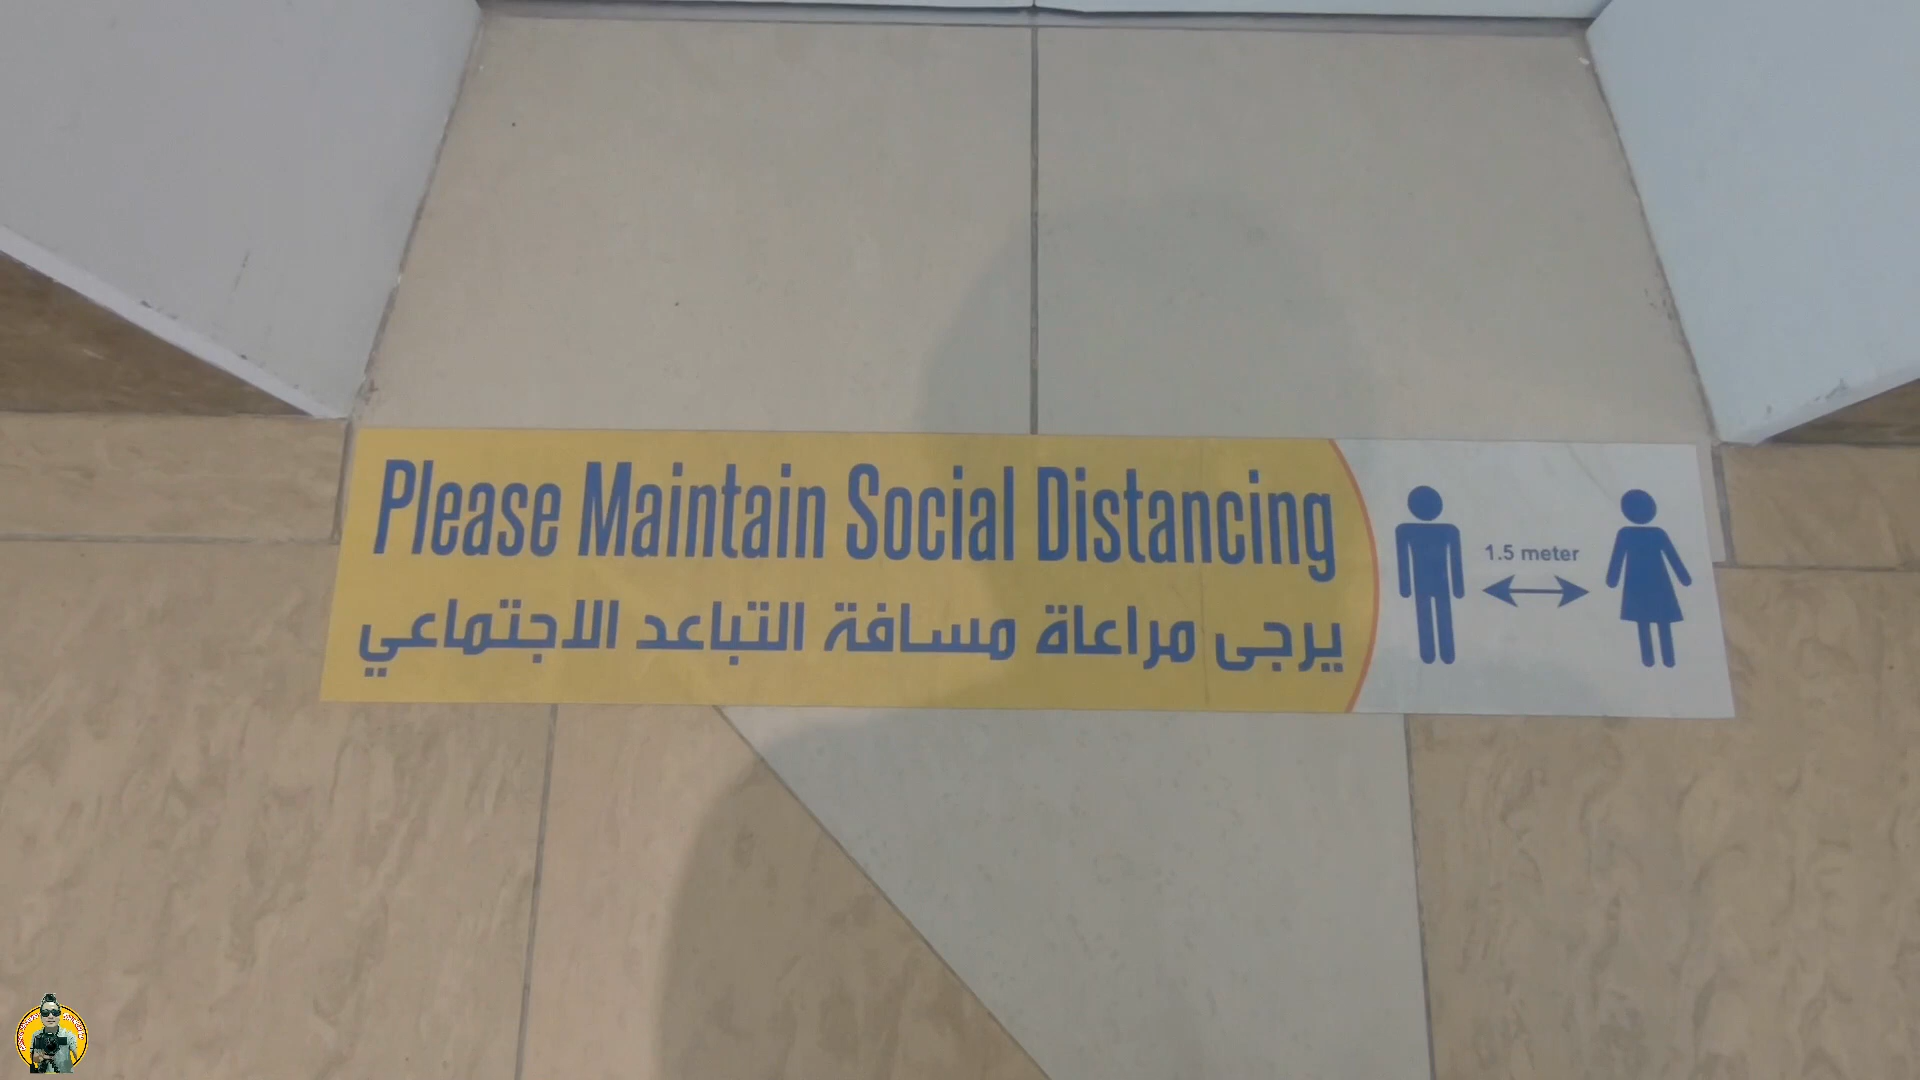 Please Maintain Social Distancing
يرجى مراعاة مسافة التباعد الاجتماعي
1.5 meter